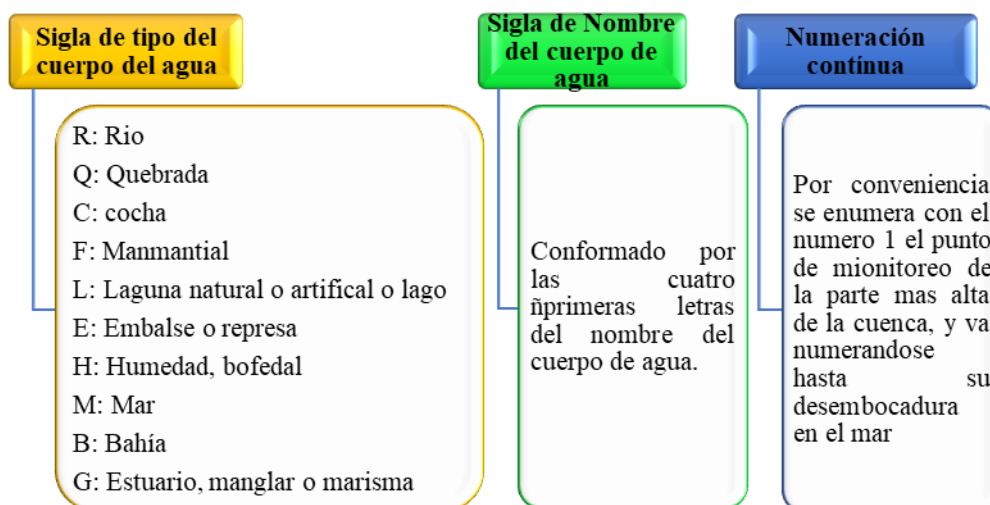 Sigla de tipo del
cuerpo del agua
R: Rio
Q: Quebrada
C: cocha
F: Manmantial
L: Laguna natural o artifical o lago
E: Embalse o represa
H: Humedad, bofedal
M: Mar
B: Bahía
G: Estuario, manglar o marisma
Sigla de Nombre
del cuerpo de
agua
Conformado por
las cuatro
ñprimeras letras
del nombre del
cuerpo de agua.
Numeración
contínua
Por conveniencia
se enumera con el
numero 1 el punto
de mionitoreo de
la parte mas alta
de la cuenca, y va
numerandose
hasta su
desembocadura
en el mar